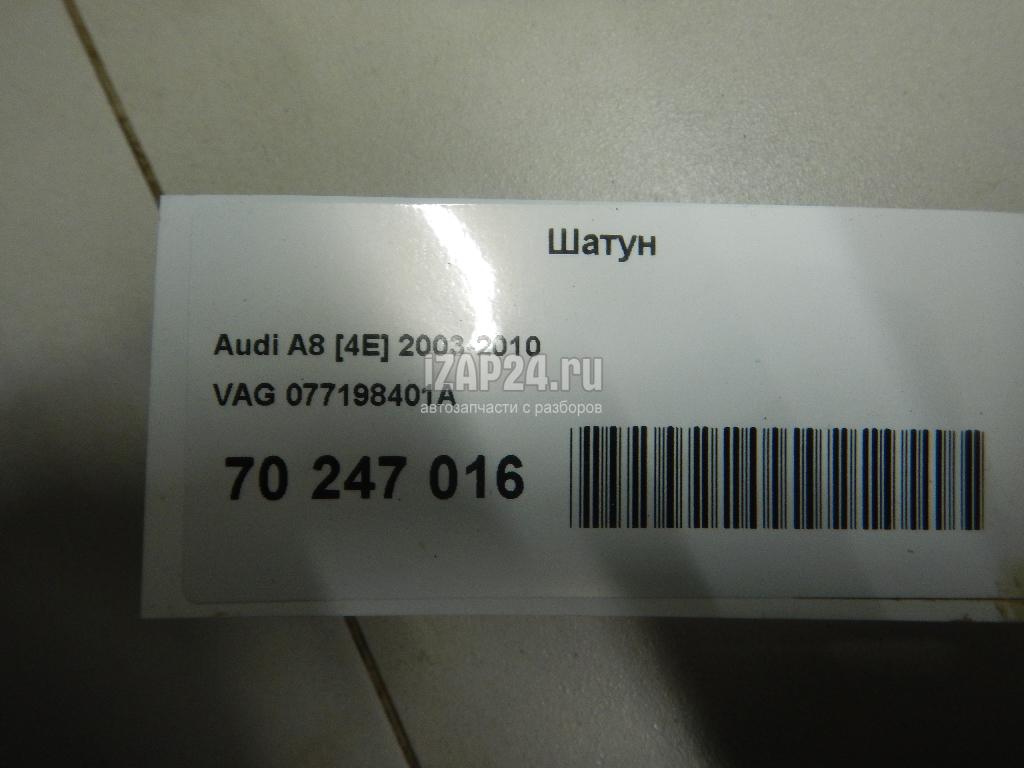 Шатун
Audi A8 [4E] 2003-2010
iZAP24.ru
VAG 077198401A
автозапчасти с разборов
70 247 016